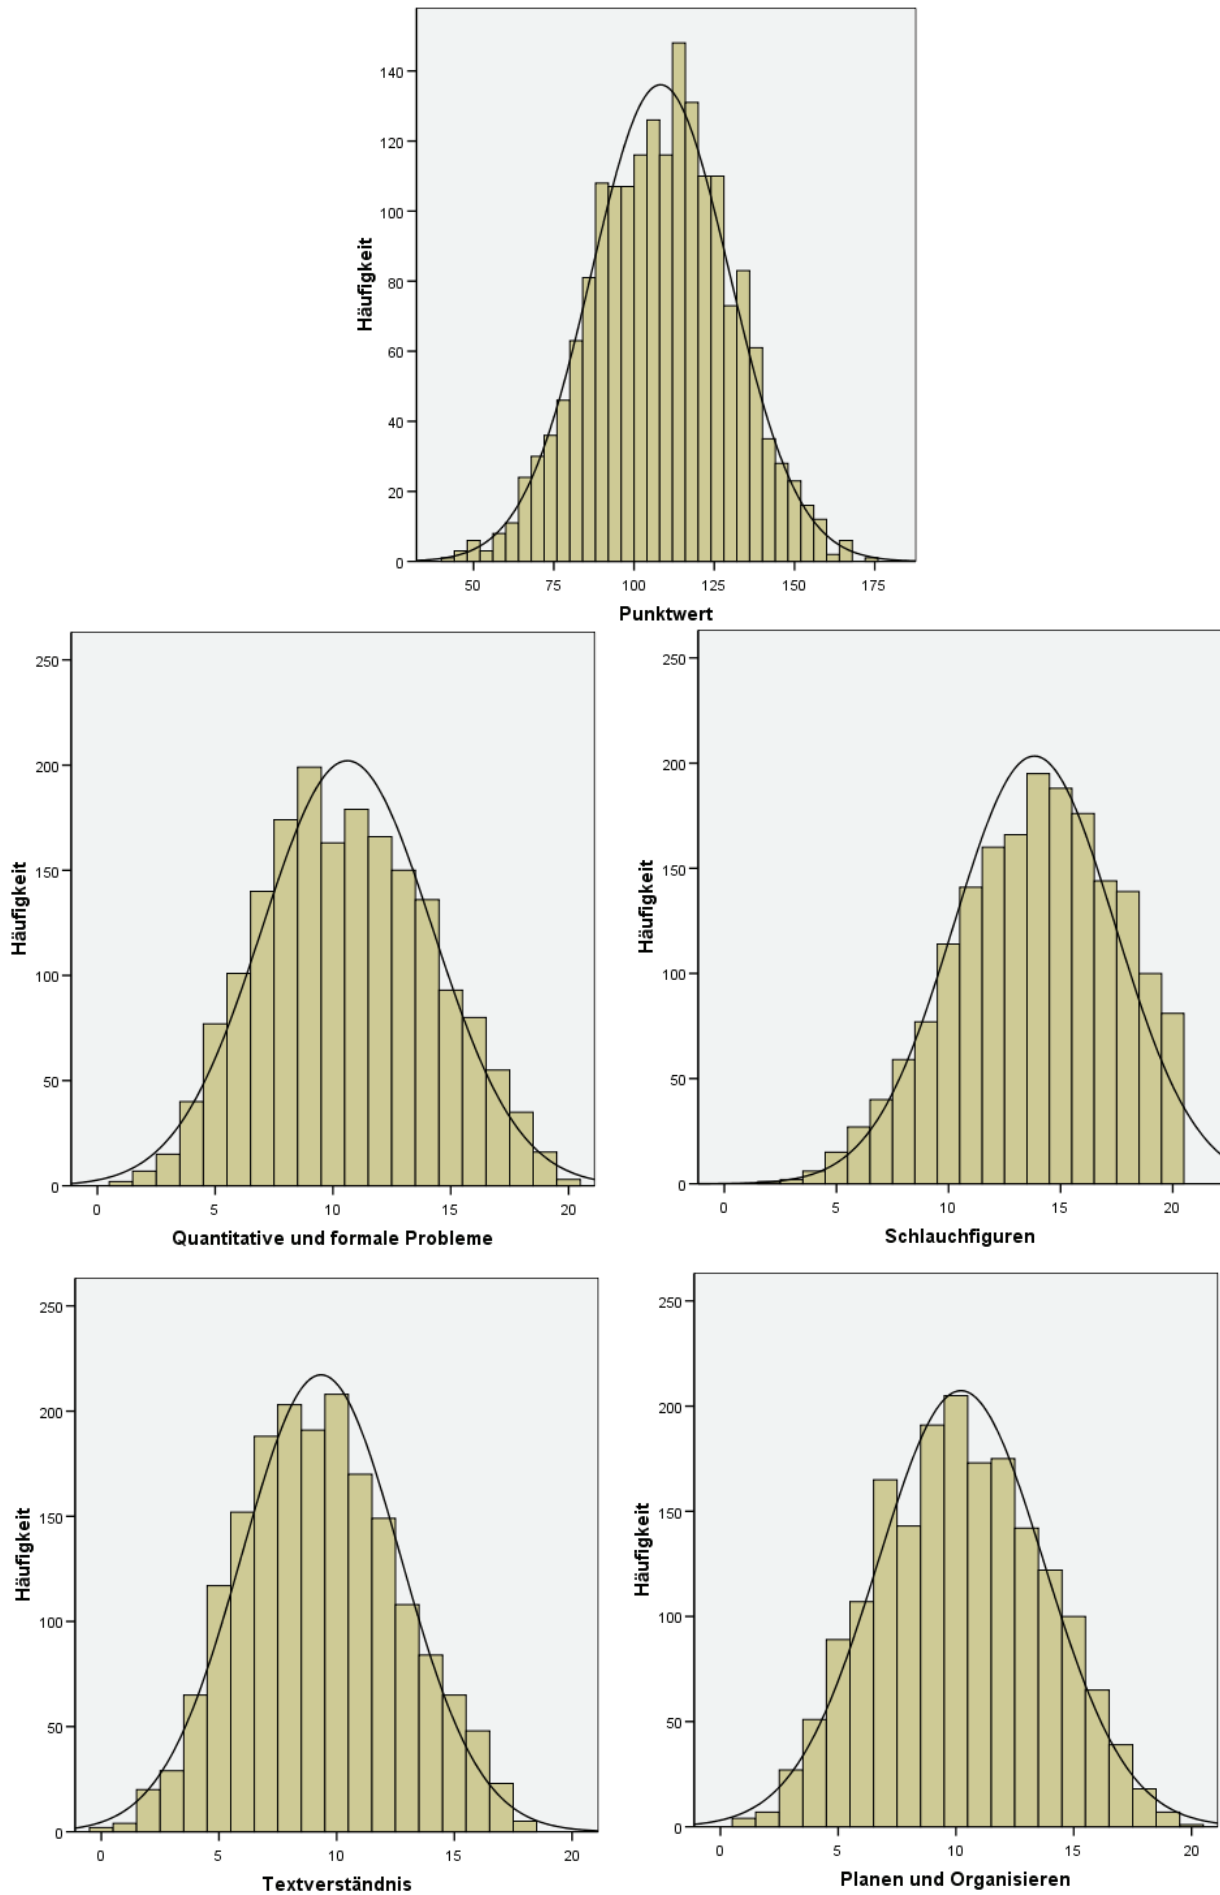 140
120
100
80
60
40
20
0
Häufigkeit
50 75 100 125 150 175
Punktwert
250
200
150
100
50
0
Häufigkeit
0 5 10 15 20
Quantitative und formale Probleme
250
200
150
100
50
0
Häufigkeit
0 5 10 15 20
Schlauchfiguren
250
200
150
100
50
0
Häufigkeit
0 5 10 15 20
Textverständnis
250
200
150
100
50
0
Häufigkeit
0 5 10 15 20
Planen und Organisieren